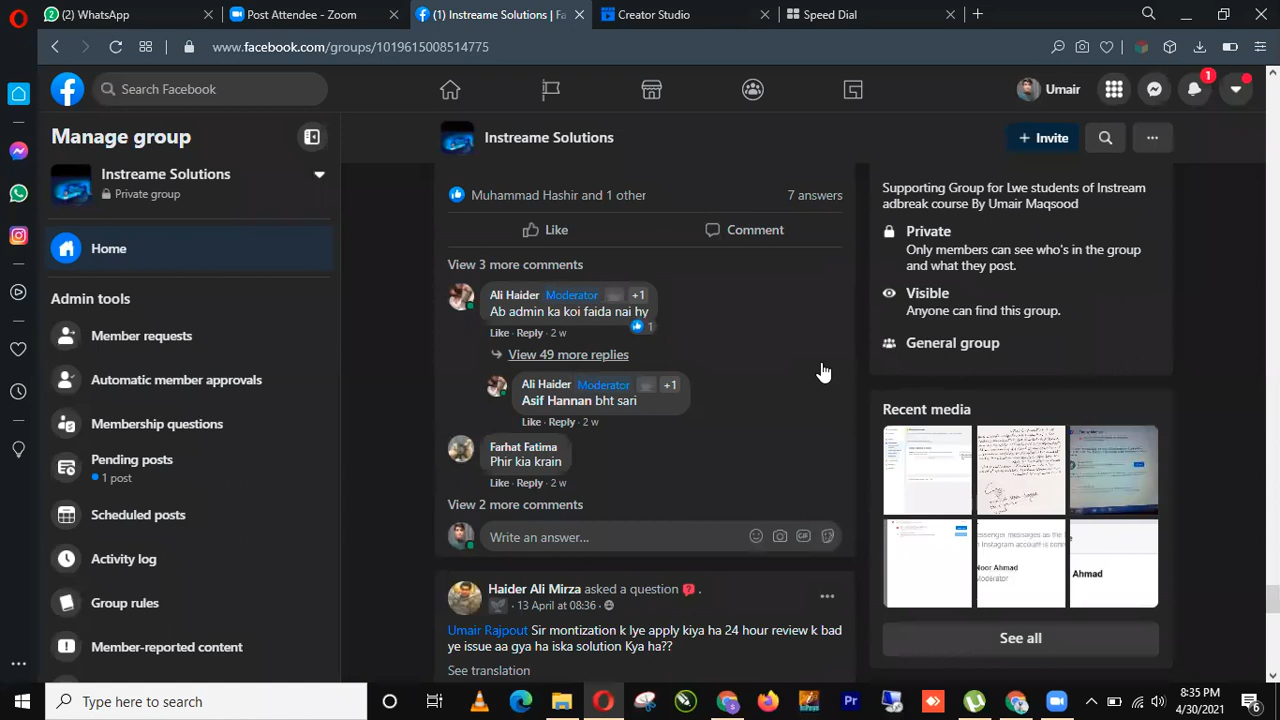 (2) WhatsApp
Post Attendee - Zoom
(1) Instreame Solutions | Fa
Creator Studio
Speed Dial
www.facebook.com/groups/1019615008514775
Search Facebook
Umair
1
Manage group
Instreame Solutions
Private group
Home
Admin tools
Member requests
Automatic member approvals
Membership questions
Pending posts
1 post
Scheduled posts
Activity log
Group rules
Member-reported content
Instreame Solutions
+ Invite
Muhammad Hashir and 1 other
7 answers
Like
Comment
View 3 more comments
Ali Haider Moderator +1
Ab admin ka koi faida nai hy
1
Like · Reply · 2 w
View 49 more replies
Ali Haider Moderator +1
Asif Hannan bht sari
Like · Reply · 2 w
Farhat Fatima
Phir kia krain
Like · Reply · 2 w
View 2 more comments
Write an answer...
Haider Ali Mirza asked a question .
13 April at 08:36
Umair Rajpout Sir montization k lye apply kiya ha 24 hour review k bad
ye issue aa gya ha iska solution Kya ha??
See translation
Supporting Group for Lwe students of Instream
adbreak course By Umair Maqsood
Private
Only members can see who's in the group
and what they post.
Visible
Anyone can find this group.
General group
Recent media
Noor Ahmad
Moderator
Ahmad
See all
Type here to search
8:35 PM
4/30/2021
6